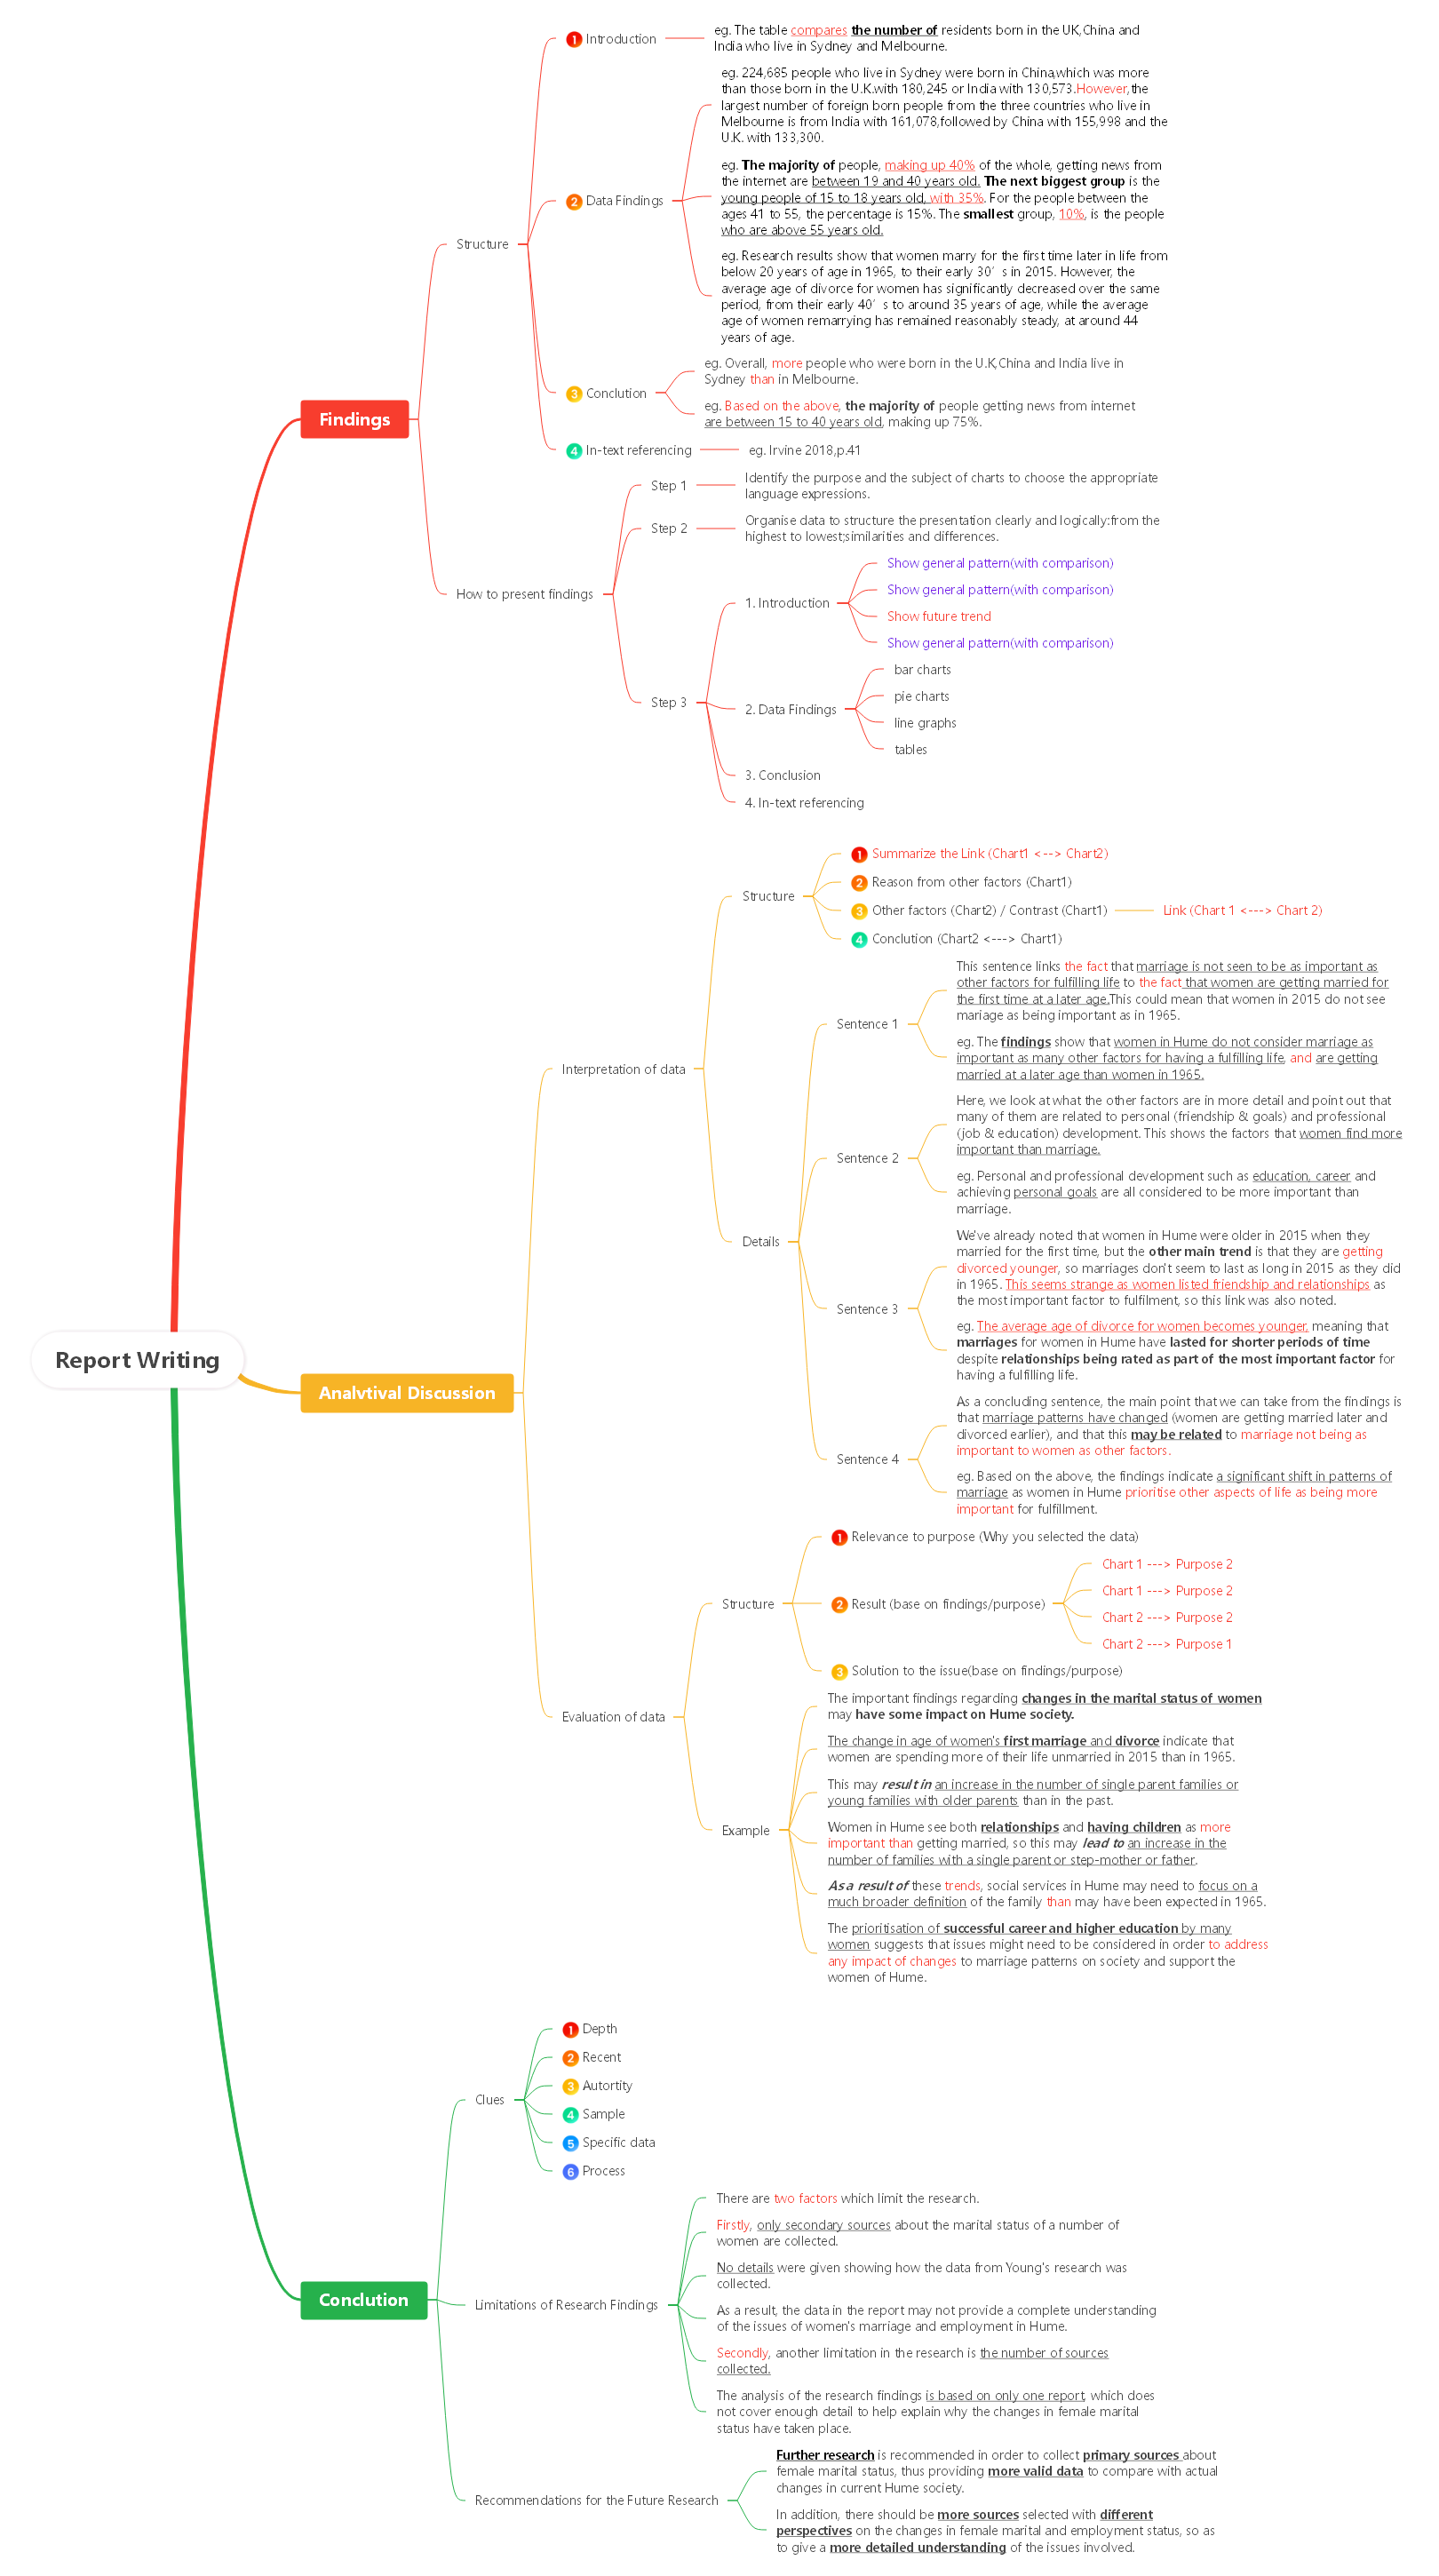 Report Writing
Findings
Structure
1 Introduction
eg. The table compares the number of residents born in the UK,China and
India who live in Sydney and Melbourne.
2 Data Findings
eg. 224,685 people who live in Sydney were born in China,which was more
than those born in the U.K.with 180,245 or India with 130,573.However,the
largest number of foreign born people from the three countries who live in
Melbourne is from India with 161,078,followed by China with 155,998 and the
U.K. with 133,300.
eg. The majority of people, making up 40% of the whole, getting news from
the internet are between 19 and 40 years old. The next biggest group is the
young people of 15 to 18 years old, with 35%. For the people between the
ages 41 to 55, the percentage is 15%. The smallest group, 10%, is the people
who are above 55 years old.
eg. Research results show that women marry for the first time later in life from
below 20 years of age in 1965, to their early 30′s in 2015. However, the
average age of divorce for women has significantly decreased over the same
period, from their early 40′s to around 35 years of age, while the average
age of women remarrying has remained reasonably steady, at around 44
years of age.
3 Conclution
eg. Overall, more people who were born in the U.K,China and India live in
Sydney than in Melbourne.
eg. Based on the above, the majority of people getting news from internet
are between 15 to 40 years old, making up 75%.
4 In-text referencing
eg. Irvine 2018,p.41
How to present findings
Step 1
Identify the purpose and the subject of charts to choose the appropriate
language expressions.
Step 2
Organise data to structure the presentation clearly and logically:from the
highest to lowest;similarities and differences.
Step 3
1. Introduction
Show general pattern(with comparison)
Show general pattern(with comparison)
Show future trend
Show general pattern(with comparison)
2. Data Findings
bar charts
pie charts
line graphs
tables
3. Conclusion
4. In-text referencing
Analvtival Discussion
Interpretation of data
Structure
1 Summarize the Link (Chart1 <--> Chart2)
2 Reason from other factors (Chart1)
3 Other factors (Chart2) / Contrast (Chart1)
Link (Chart 1 <---> Chart 2)
4 Conclution (Chart2 <---> Chart1)
Details
Sentence 1
This sentence links the fact that marriage is not seen to be as important as
other factors for fulfilling life to the fact that women are getting married for
the first time at a later age.This could mean that women in 2015 do not see
mariage as being important as in 1965.
eg. The findings show that women in Hume do not consider marriage as
important as many other factors for having a fulfilling life, and are getting
married at a later age than women in 1965.
Sentence 2
Here, we look at what the other factors are in more detail and point out that
many of them are related to personal (friendship & goals) and professional
(job & education) development. This shows the factors that women find more
important than marriage.
eg. Personal and professional development such as education, career and
achieving personal goals are all considered to be more important than
marriage.
Sentence 3
We've already noted that women in Hume were older in 2015 when they
married for the first time, but the other main trend is that they are getting
divorced younger, so marriages don't seem to last as long in 2015 as they did
in 1965. This seems strange as women listed friendship and relationships as
the most important factor to fulfilment, so this link was also noted.
eg. The average age of divorce for women becomes younger, meaning that
marriages for women in Hume have lasted for shorter periods of time
despite relationships being rated as part of the most important factor for
having a fulfilling life.
Sentence 4
As a concluding sentence, the main point that we can take from the findings is
that marriage patterns have changed (women are getting married later and
divorced earlier), and that this may be related to marriage not being as
important to women as other factors.
eg. Based on the above, the findings indicate a significant shift in patterns of
marriage as women in Hume prioritise other aspects of life as being more
important for fulfillment.
Evaluation of data
Structure
1 Relevance to purpose (Why you selected the data)
2 Result (base on findings/purpose)
Chart 1 ---> Purpose 2
Chart 1 ---> Purpose 2
Chart 2 ---> Purpose 2
Chart 2 ---> Purpose 1
3 Solution to the issue(base on findings/purpose)
Example
The important findings regarding changes in the marital status of women
may have some impact on Hume society.
The change in age of women's first marriage and divorce indicate that
women are spending more of their life unmarried in 2015 than in 1965.
This may result in an increase in the number of single parent families or
young families with older parents than in the past.
Women in Hume see both relationships and having children as more
important than getting married, so this may lead to an increase in the
number of families with a single parent or step-mother or father.
As a result of these trends, social services in Hume may need to focus on a
much broader definition of the family than may have been expected in 1965.
The prioritisation of successful career and higher education by many
women suggests that issues might need to be considered in order to address
any impact of changes to marriage patterns on society and support the
women of Hume.
Conclution
Clues
1 Depth
2 Recent
3 Autortity
4 Sample
5 Specific data
6 Process
Limitations of Research Findings
There are two factors which limit the research.
Firstly, only secondary sources about the marital status of a number of
women are collected.
No details were given showing how the data from Young's research was
collected.
As a result, the data in the report may not provide a complete understanding
of the issues of women's marriage and employment in Hume.
Secondly, another limitation in the research is the number of sources
collected.
The analysis of the research findings is based on only one report, which does
not cover enough detail to help explain why the changes in female marital
status have taken place.
Recommendations for the Future Research
Further research is recommended in order to collect primary sources about
female marital status, thus providing more valid data to compare with actual
changes in current Hume society.
In addition, there should be more sources selected with different
perspectives on the changes in female marital and employment status, so as
to give a more detailed understanding of the issues involved.